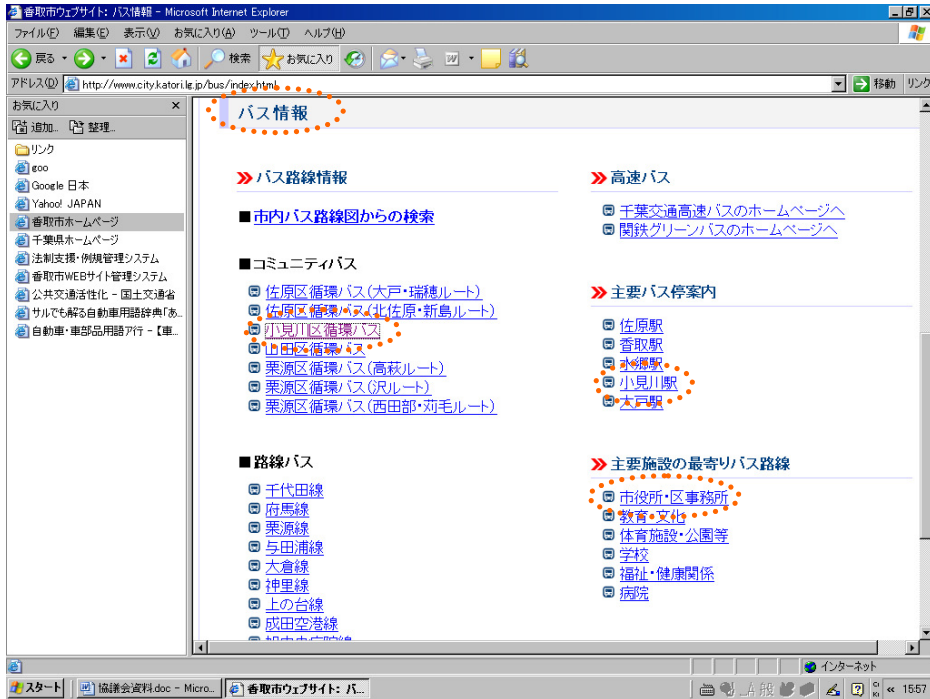 香取市ウェブサイト: バス情報 - Microsoft Internet Explorer
ファイル(F) 編集(E) 表示(V) お気に入り(A) ツール(T) ヘルプ(H)
戻る 検索 お気に入り
アドレス(D) http://www.city.katori.lg.jp/bus/index.html 移動 リンク
お気に入り
追加... 整理...
リンク
goo
Google 日本
Yahoo! JAPAN
香取市ホームページ
千葉県ホームページ
法制支援・例規管理システム
香取市WEBサイト管理システム
公共交通活性化 - 国土交通省
サルでも解る自動車用語辞典「あ...
自動車・車部品用語ア行 - 【車...
バス情報
バス路線情報
■市内バス路線図からの検索
■コミュニティバス
佐原区循環バス(大戸・瑞穂ルート)
佐原区循環バス(北佐原・新島ルート)
小見川区循環バス
山田区循環バス
栗源区循環バス(高萩ルート)
栗源区循環バス(沢ルート)
栗源区循環バス(西田部・苅毛ルート)
■路線バス
千代田線
府馬線
栗源線
与田浦線
大倉線
神里線
上の台線
成田空港線
高速バス
千葉交通高速バスのホームページへ
関鉄グリーンバスのホームページへ
主要バス停案内
佐原駅
香取駅
水郷駅
小見川駅
大戸駅
主要施設の最寄りバス路線
市役所・区事務所
教育・文化
体育施設・公園等
学校
福祉・健康関係
病院
インターネット
スタート 協議会資料.doc - Micro... 香取市ウェブサイト: バ... A 般 15:57